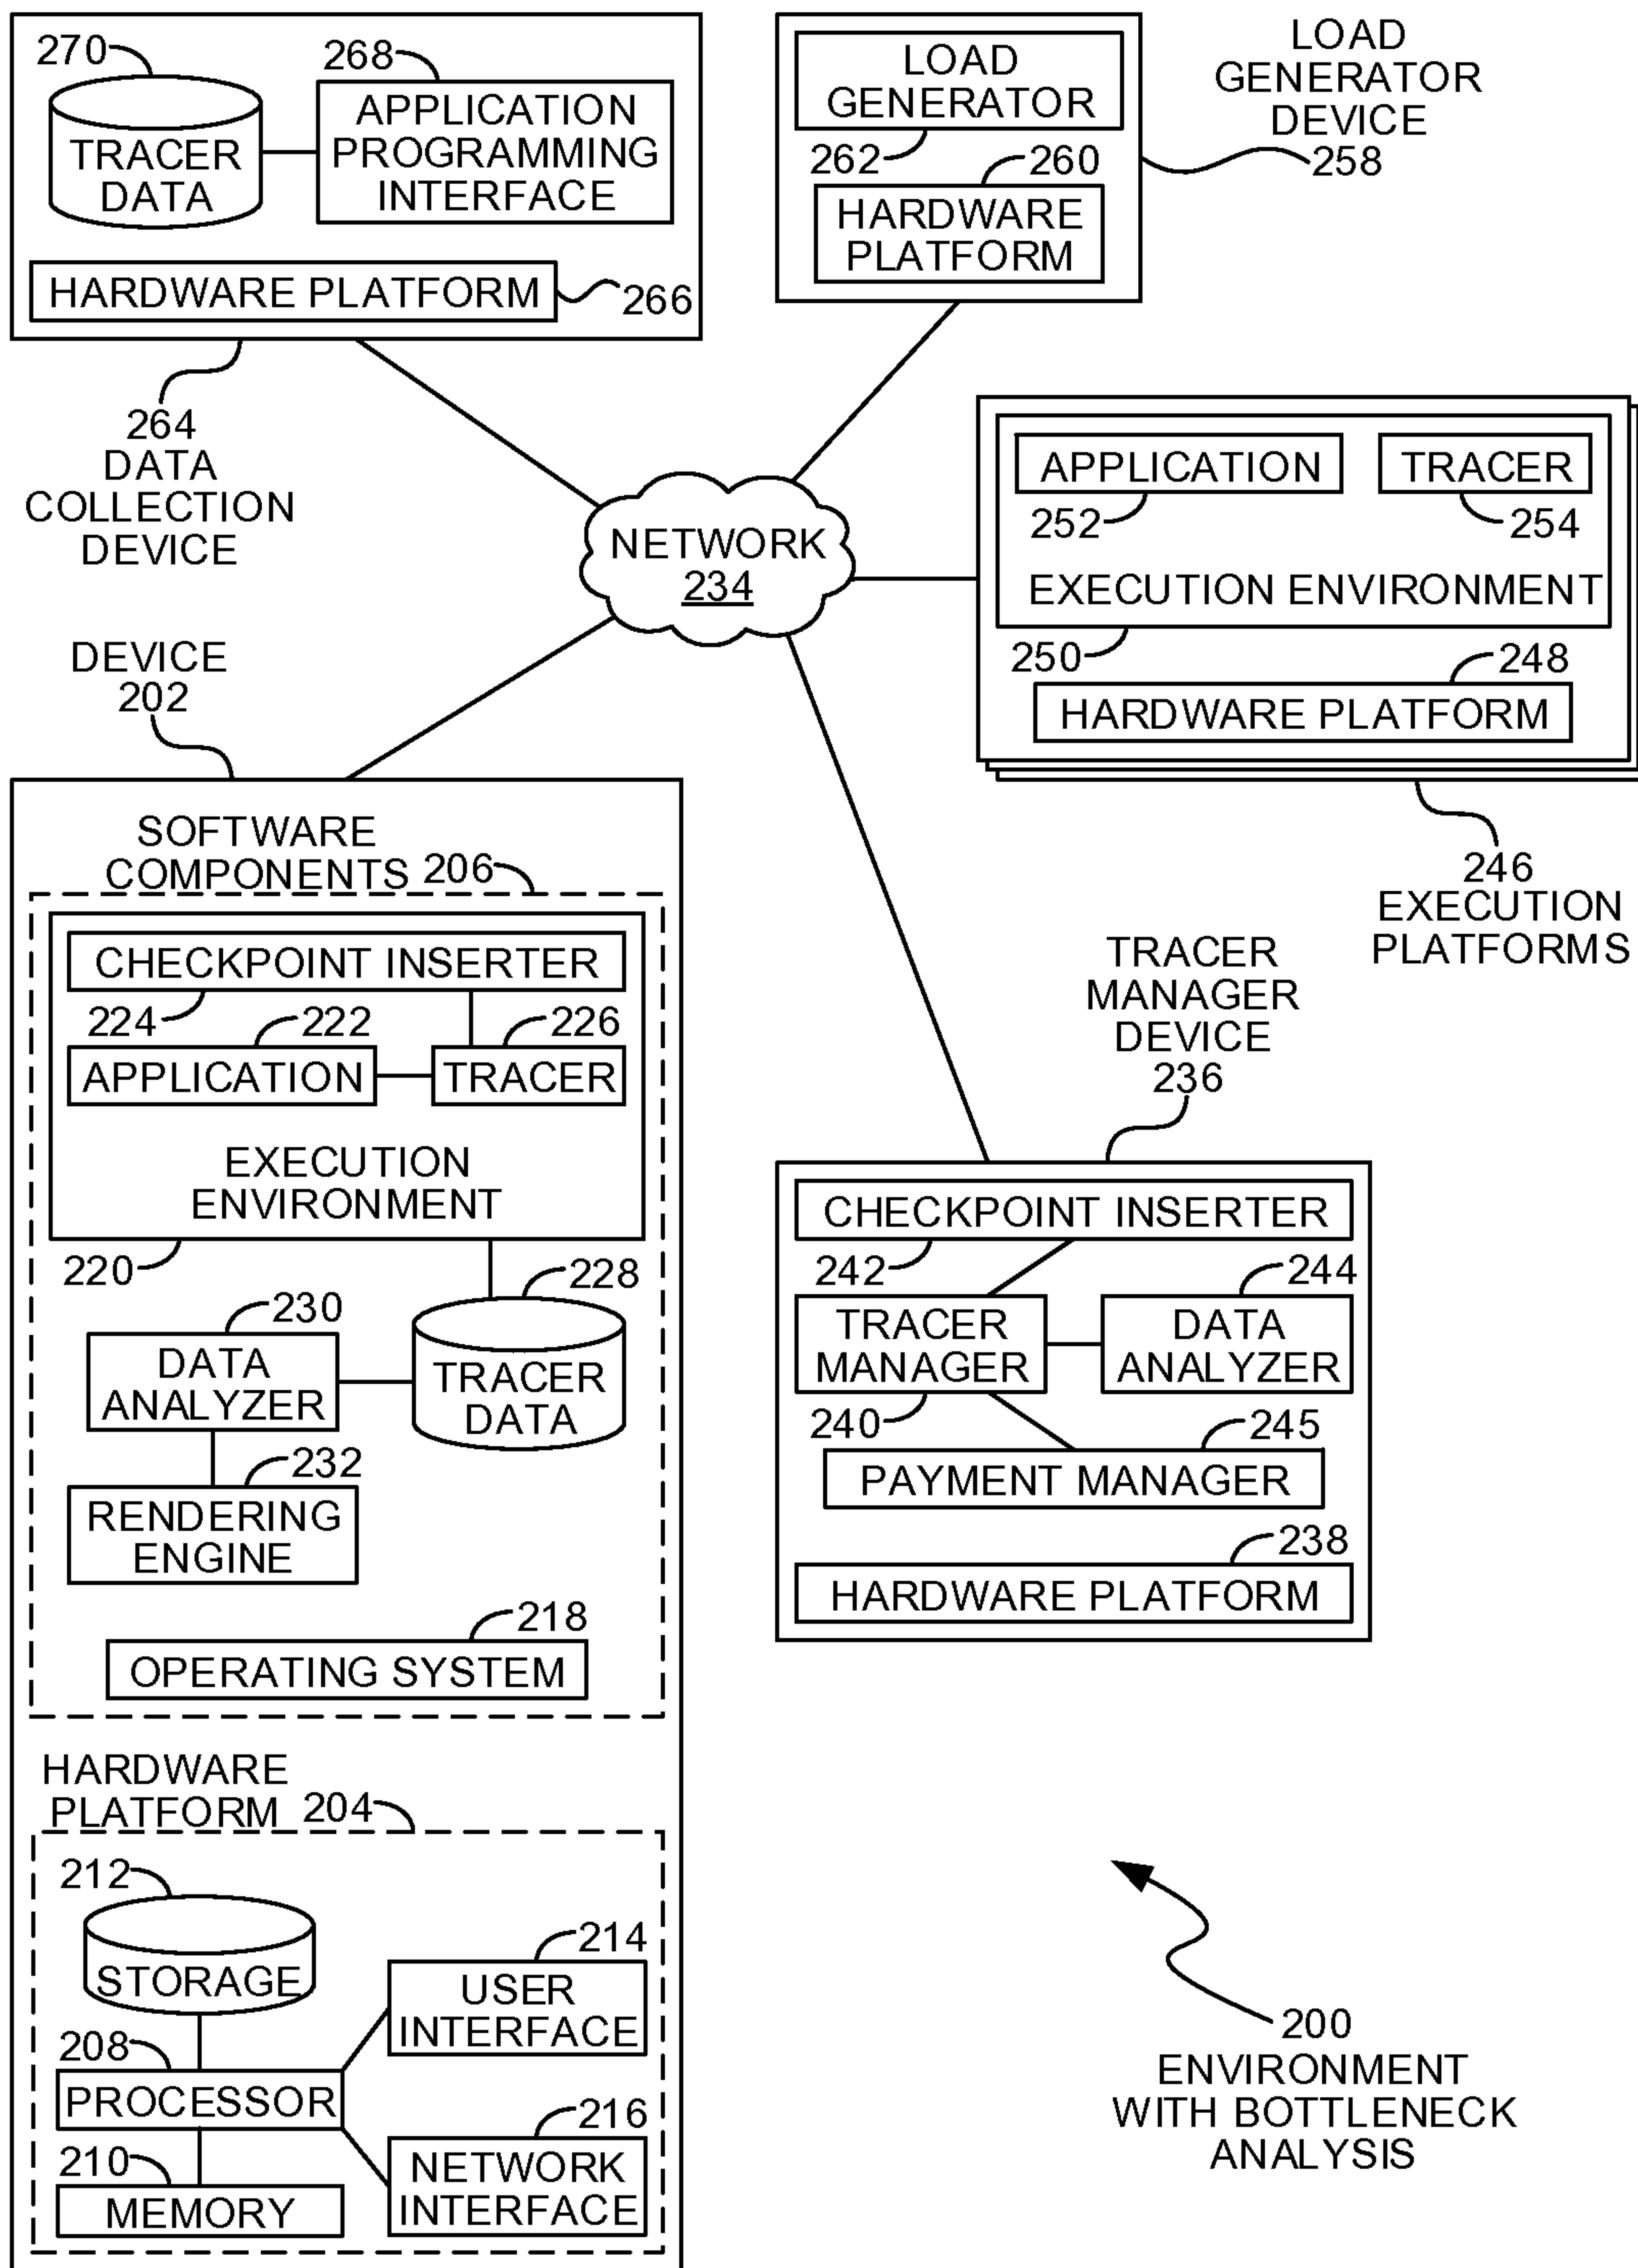 270
268
TRACER
DATA
APPLICATION
PROGRAMMING
INTERFACE
HARDWARE PLATFORM
266
264
DATA
COLLECTION
DEVICE
LOAD
GENERATOR
262
260
HARDWARE
PLATFORM
LOAD
GENERATOR
DEVICE
258
NETWORK
234
APPLICATION
TRACER
252
254
EXECUTION ENVIRONMENT
250
248
HARDWARE PLATFORM
246
EXECUTION
PLATFORMS
DEVICE
202
SOFTWARE
COMPONENTS 206
CHECKPOINT INSERTER
224
222
226
APPLICATION
TRACER
EXECUTION
ENVIRONMENT
220
228
230
DATA
ANALYZER
TRACER
DATA
232
RENDERING
ENGINE
218
OPERATING SYSTEM
HARDWARE
PLATFORM 204
212
STORAGE
214
USER
INTERFACE
208
PROCESSOR
216
NETWORK
INTERFACE
210
MEMORY
TRACER
MANAGER
DEVICE
236
CHECKPOINT INSERTER
242
244
TRACER
MANAGER
DATA
ANALYZER
240
245
PAYMENT MANAGER
238
HARDWARE PLATFORM
200
ENVIRONMENT
WITH BOTTLENECK
ANALYSIS